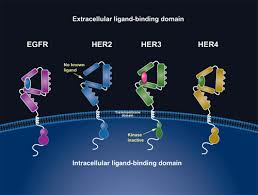 Extracellular ligand-binding domain
EGFR HER2 HER3 HER4
No known
ligand
Transmembrane
domain
Kinase
inactive
Intracellular ligand-binding domain